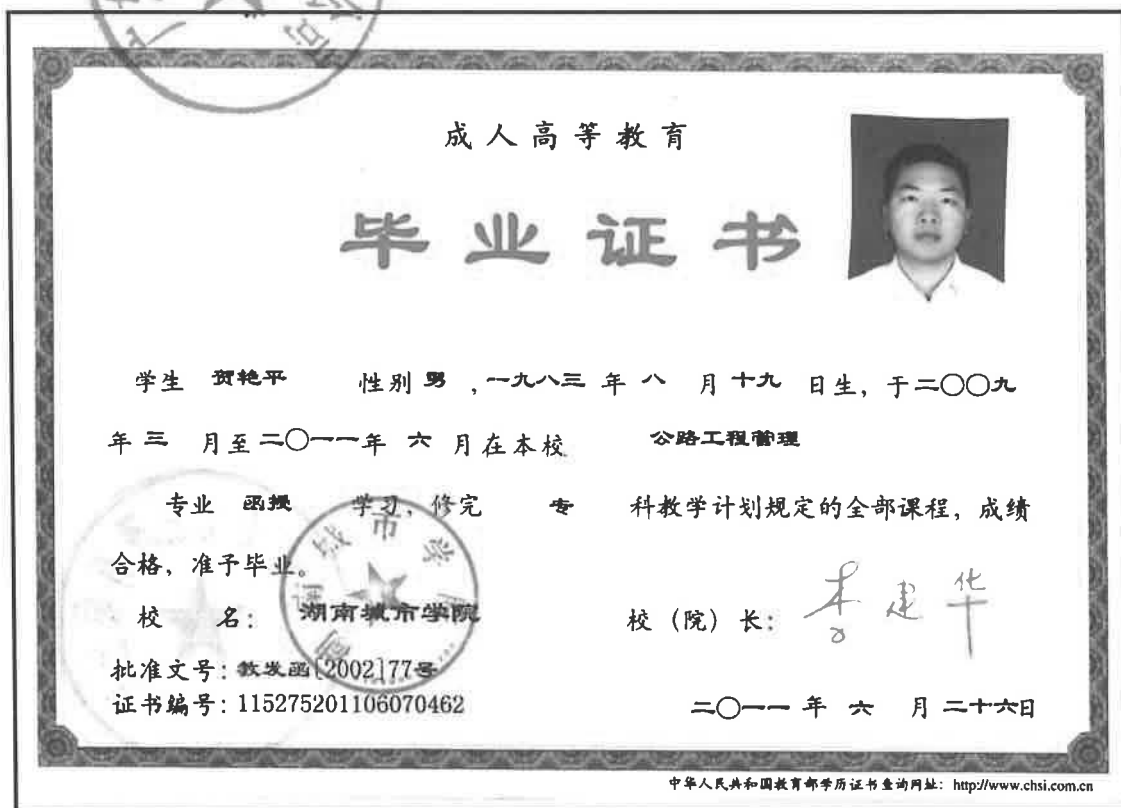 成人高等教育
毕业证书
学生 贺艳平 性别 男 ,一九八三 年 八 月 十九 日生, 于二〇〇九
年 三 月至 二〇一一年 六 月在本校 公路工程管理
专业 函授 学习, 修完 专 科教学计划规定的全部课程, 成绩
合格, 准予毕业。
校 名: 湖南城市学院 校 (院) 长: 李建华
批准文号: 教发函[2002]77号
证书编号: 115275201106070462 二〇一一 年 六 月 二十六日
中华人民共和国教育部学历证书查询网址: http://www.chsi.com.cn